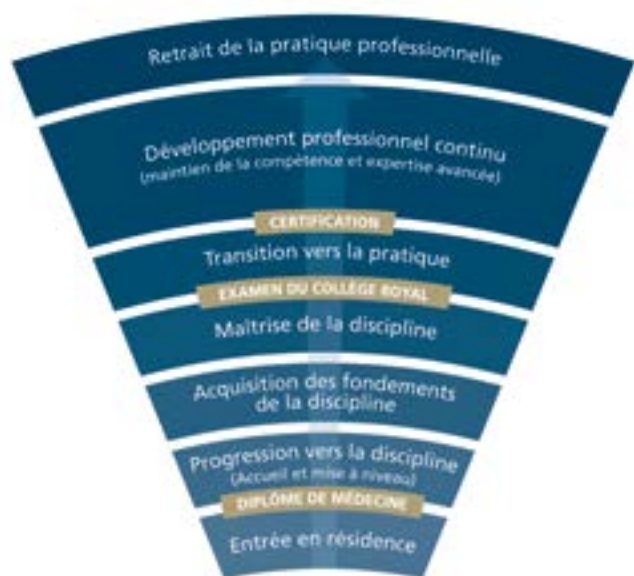 Retrait de la pratique professionnelle
Développement professionnel continu
(maintien de la compétence et expertise avancée)
CERTIFICATION
Transition vers la pratique
EXAMEN DU COLLÈGE ROYAL
Maîtrise de la discipline
Acquisition des fondements
de la discipline
Progression vers la discipline
(Accueil et mise à niveau)
DIPLÔME DE MÉDECINE
Entrée en résidence